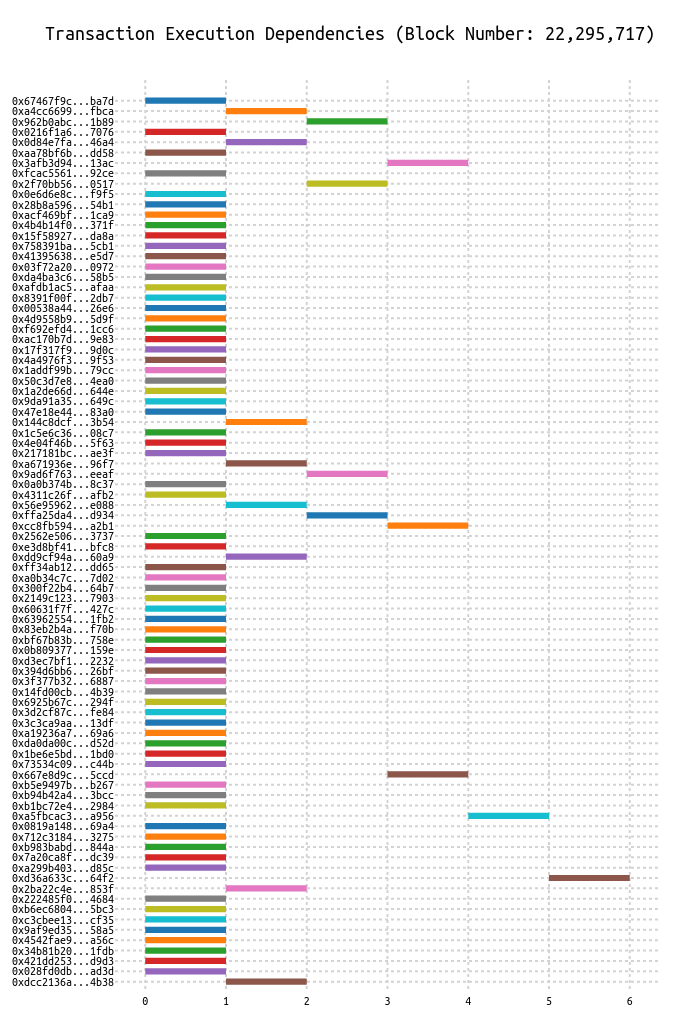 Transaction Execution Dependencies (Block Number: 22,295,717)
0x67467f9c...ba7d
0xa4cc6699...fbca
0x962b0abc...1b89
0x0216f1a6...7076
0x0d84e7fa...46a4
0xaa78bf6b...dd58
0x3afb3d94...13ac
0xfcac5561...92ce
0x2f70bb56...0517
0x0e6d6e8c...f9f5
0x28b8a596...54b1
0xacf469bf...1ca9
0x4b4b14f0...371f
0x15f58927...da8a
0x758391ba...5cb1
0x41395638...e5d7
0x03f72a20...0972
0xda4ba3c6...58b5
0xafdb1ac5...afaa
0x8391f00f...2db7
0x00538a44...26e6
0x4d9558b9...5d9f
0xf692efd4...1cc6
0xac170b7d...9e83
0x17f317f9...9d0c
0x4a4976f3...9f53
0x1addf99b...79cc
0x50c3d7e8...4ea0
0x1a2de66d...644e
0x9da91a35...649c
0x47e18e44...83a0
0x144c8dcf...3b54
0x1c5e6c36...08c7
0x4e04f46b...5f63
0x217181bc...ae3f
0xa671936e...96f7
0x9ad6f763...eeaf
0x0a0b374b...8c37
0x4311c26f...afb2
0x56e95962...e088
0xffa25da4...d934
0xcc8fb594...a2b1
0x2562e506...3737
0xe3d8bf41...bfc8
0xdd9cf94a...60a9
0xff34ab12...dd65
0xa0b34c7c...7d02
0x300f22b4...64b7
0x2149c123...7903
0x60631f7f...427c
0x63962554...1fb2
0x83eb2b4a...f70b
0xbf67b83b...758e
0x0b809377...159e
0xd3ec7bf1...2232
0x394d6bb6...26bf
0x3f377b32...6887
0x14fd00cb...4b39
0x6925b67c...294f
0x3d2cf87c...fe84
0x3c3ca9aa...13df
0xa19236a7...69a6
0xda0da00c...d52d
0x1be6e5bd...1bd0
0x73534c09...c44b
0x667e8d9c...5ccd
0xb5e9497b...b267
0xb94b42a4...3bcc
0xb1bc72e4...2984
0xa5fbcac3...a956
0x0819a148...69a4
0x712c3184...3275
0xb983babd...844a
0x7a20ca8f...dc39
0xa299b403...d85c
0xd36a633c...64f2
0x2ba22c4e...853f
0x222485f0...4684
0xb6ec6804...5bc3
0xc3cbee13...cf35
0x9af9ed35...58a5
0x4542fae9...a56c
0x34b81b20...1fdb
0x421dd253...d9d3
0x028fd0db...ad3d
0xdcc2136a...4b38
0 1 2 3 4 5 6